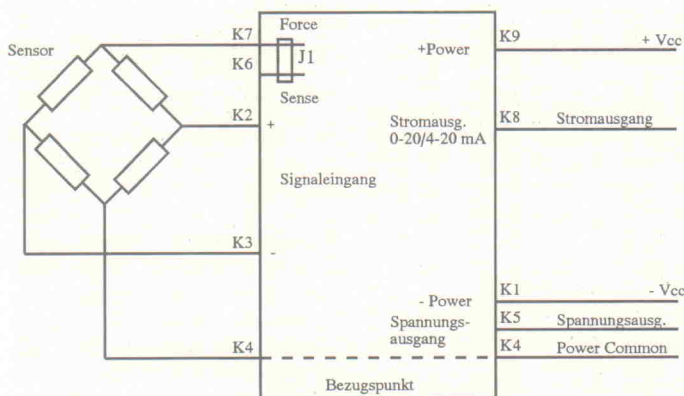 K7
Force
K9
+ Vcc
Sensor
K6
J1
+Power
Sense
K2
+
Stromausg.
0-20/4-20 mA
K8
Stromausgang
Signaleingang
K3
-
K1
- Vcc
- Power
Spannungs-
ausgang
K5
Spannungsausg.
K4
K4
Power Common
Bezugspunkt